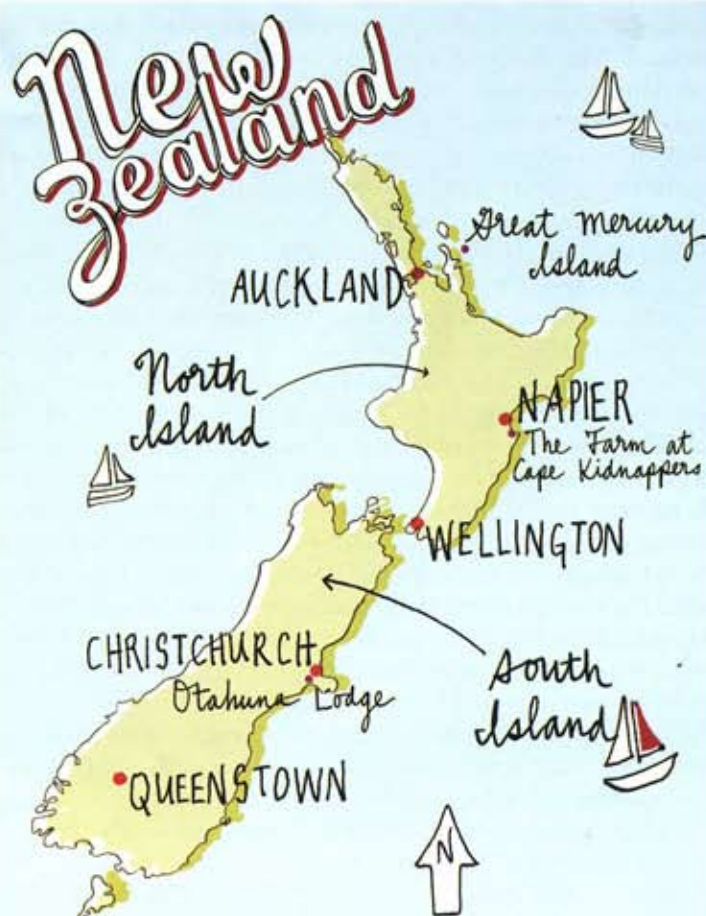 New
Zealand
Great Mercury
Island
AUCKLAND
North
Island
NAPIER
The Farm at
Cape Kidnappers
WELLINGTON
CHRISTCHURCH
Otahuna Lodge
South
Island
QUEENSTOWN
N